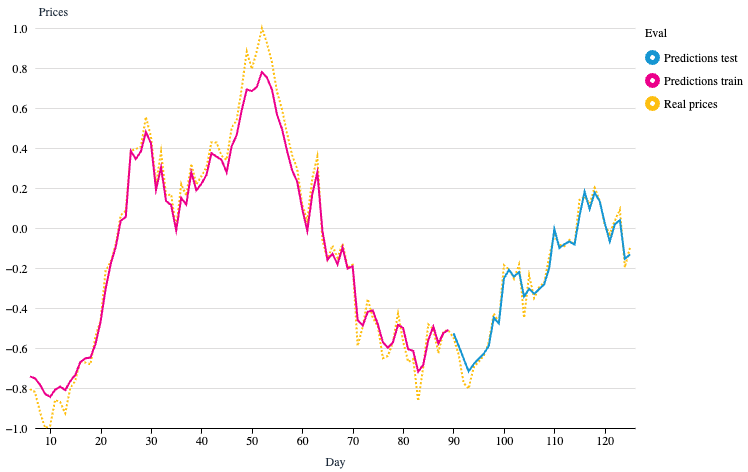 Prices
Eval
Predictions test
Predictions train
Real prices
1.0
0.8
0.6
0.4
0.2
0.0
−0.2
−0.4
−0.6
−0.8
−1.0
10 20 30 40 50 60 70 80 90 100 110 120
Day